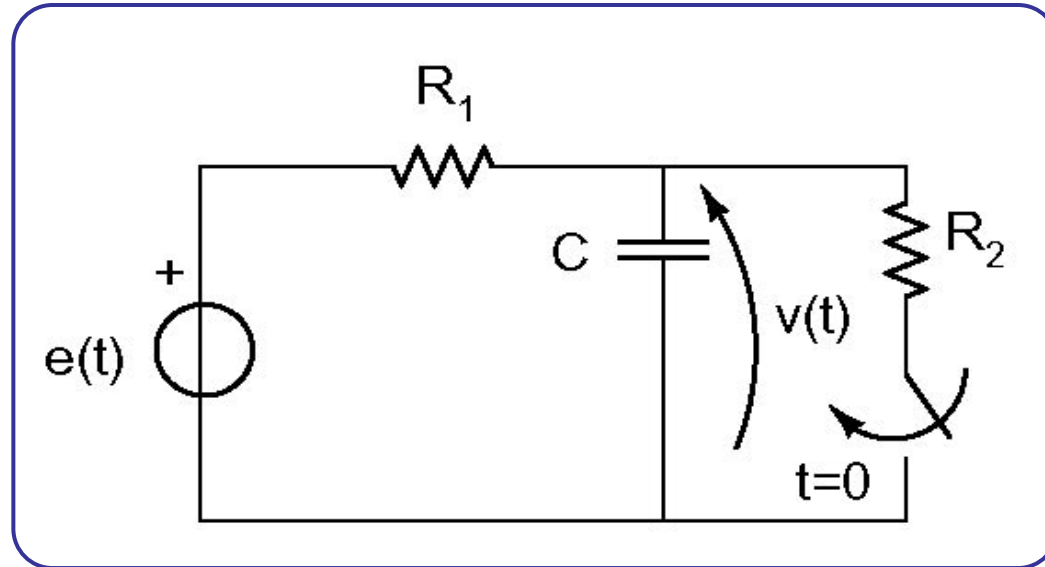 R₁
+
C
R₂
e(t)
v(t)
t=0